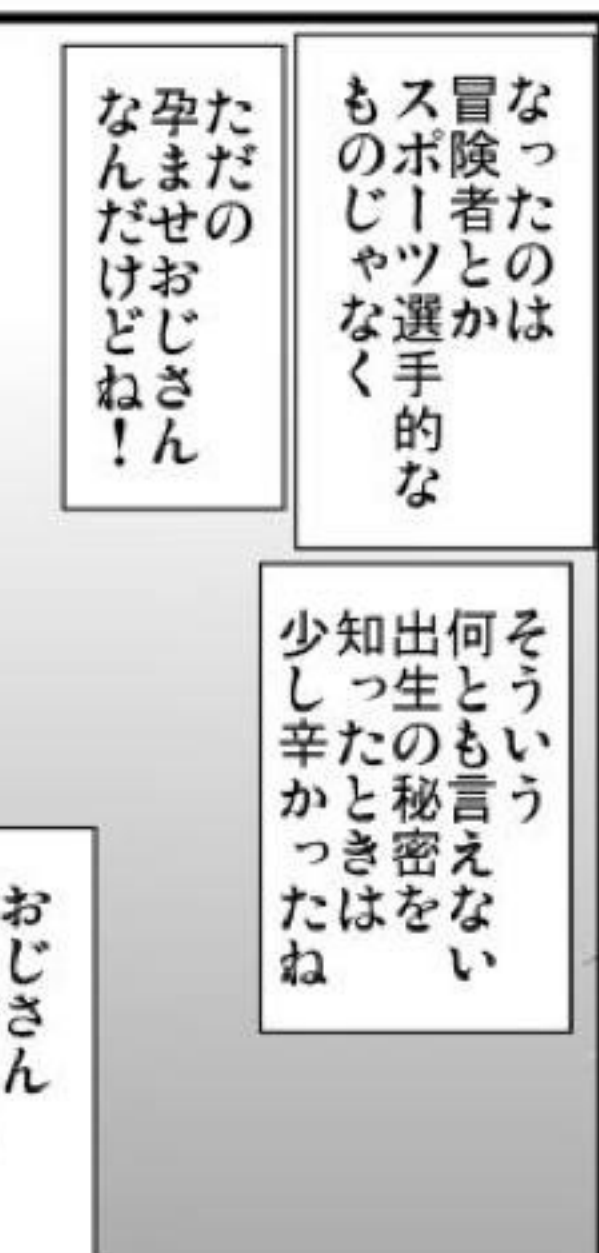 なったのは
冒険者とか
スポーツ選手的な
ものじゃなく
ただの
孕ませおじさん
なんだけどね！
そういう
何とも言えない
出生の秘密を
知ったときは
少し辛かったね
おじさん